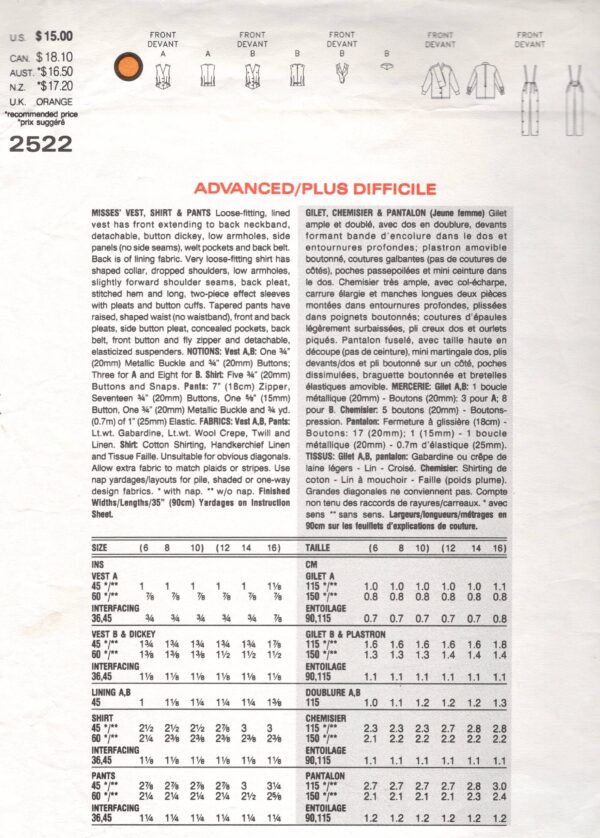 U.S. $15.00
CAN. $18.10
AUST. *$16.50
N.Z. *$17.20
U.K. ORANGE
*recommended price
*prix suggéré
2522
FRONT DEVANT A
A
FRONT DEVANT B
B
FRONT DEVANT B
B
FRONT DEVANT
FRONT DEVANT
ADVANCED/PLUS DIFFICILE
MISSES' VEST, SHIRT & PANTS Loose-fitting, lined
vest has front extending to back neckband,
detachable, button dickey, low armholes, side
panels (no side seams), welt pockets and back belt.
Back is of lining fabric. Very loose-fitting shirt has
shaped collar, dropped shoulders, low armholes,
slightly forward shoulder seams, back pleat,
stitched hem and long, two-piece effect sleeves
with pleats and button cuffs. Tapered pants have
raised, shaped waist (no waistband), front and back
pleats, side button pleat, concealed pockets, back
belt, front button and fly zipper and detachable,
elasticized suspenders. NOTIONS: Vest A,B: One ¾"
(20mm) Metallic Buckle and ¾" (20mm) Buttons;
Three for A and Eight for B. Shirt: Five ¾" (20mm)
Buttons and Snaps. Pants: 7" (18cm) Zipper,
Seventeen ¾" (20mm) Buttons, One ⅝" (15mm)
Button, One ¾" (20mm) Metallic Buckle and ¾ yd.
(0.7m) of 1" (25mm) Elastic. FABRICS: Vest A,B, Pants:
Lt.wt. Gabardine, Lt.wt. Wool Crepe, Twill and
Linen. Shirt: Cotton Shirting, Handkerchief Linen
and Tissue Faille. Unsuitable for obvious diagonals.
Allow extra fabric to match plaids or stripes. Use
nap yardages/layouts for pile, shaded or one-way
design fabrics. * with nap. ** w/o nap. Finished
Widths/Lengths/35" (90cm) Yardages on Instruction
Sheet.
GILET, CHEMISIER & PANTALON (Jeune femme) Gilet
ample et doublé, avec dos en doublure, devants
formant bande d'encolure dans le dos et
entournures profondes; plastron amovible
boutonné, coutures galbantes (pas de coutures de
côtés), poches passepoilées et mini ceinture dans
le dos. Chemisier très ample, avec col-écharpe,
carrure élargie et manches longues deux pièces
montées dans entournures profondes, plissées
dans poignets boutonnés; coutures d'épaules
légèrement surbaissées, pli creux dos et ourlets
piqués. Pantalon fuselé, avec taille haute en
découpe (pas de ceinture), mini martingale dos, plis
devants/dos et pli boutonné sur un côté, poches
dissimulées, braguette boutonnée et bretelles
élastiques amovible. MERCERIE: Gilet A,B: 1 boucle
métallique (20mm) - Boutons (20mm): 3 pour A; 8
pour B. Chemisier: 5 boutons (20mm) - Boutons-
pression. Pantalon: Fermeture à glissière (18cm) -
Boutons: 17 (20mm); 1 (15mm) - 1 boucle
métallique (20mm) - 0.7m d'élastique (25mm).
TISSUS: Gilet A,B, pantalon: Gabardine ou crêpe de
laine légers - Lin - Croisé. Chemisier: Shirting de
coton - Lin à mouchoir - Faille (poids plume).
Grandes diagonales ne conviennent pas. Compte
non tenu des raccords de rayures/carreaux. * avec
sens ** sans sens. Largeurs/longueurs/métrages en
90cm sur les feuillets d'explications de couture.
SIZE (6 8 10) (12 14 16)
INS
VEST A
45 */** 1 1 1 1 1 1⅛
60 */** ⅞ ⅞ ⅞ ⅞ ⅞ ⅞
INTERFACING
36,45 ¾ ¾ ¾ ¾ ¾ ⅞
VEST B & DICKEY
45 */** 1¾ 1¾ 1¾ 1¾ 1¾ 1⅞
60 */** 1⅜ 1⅜ 1⅜ 1½ 1½ 1½
INTERFACING
36,45 1⅛ 1⅛ 1⅛ 1⅛ 1⅛ 1⅛
LINING A,B
45 1 1⅛ 1¼ 1¼ 1¼ 1⅜
SHIRT
45 */** 2½ 2½ 2½ 2⅞ 3 3
60 */** 2¼ 2⅜ 2⅜ 2⅜ 2⅜ 2⅜
INTERFACING
36,45 1⅛ 1⅛ 1⅛ 1⅛ 1⅛ 1⅛
PANTS
45 */** 2⅞ 2⅞ 2⅞ 2⅞ 3 3¼
60 */** 2¼ 2¼ 2¼ 2¼ 2½ 2⅝
INTERFACING
36,45 1¼ 1¼ 1¼ 1¼ 1¼ 1¼
TAILLE (6 8 10) (12 14 16)
CM
GILET A
115 */** 1.0 1.0 1.0 1.0 1.0 1.1
150 */** 0.8 0.8 0.8 0.8 0.8 0.8
ENTOILAGE
90,115 0.7 0.7 0.7 0.7 0.7 0.8
GILET B & PLASTRON
115 */** 1.6 1.6 1.6 1.6 1.6 1.8
150 */** 1.3 1.3 1.3 1.4 1.4 1.4
ENTOILAGE
90,115 1.1 1.1 1.1 1.1 1.1 1.1
DOUBLURE A,B
115 1.0 1.1 1.2 1.2 1.2 1.3
CHEMISIER
115 */** 2.3 2.3 2.3 2.7 2.8 2.8
150 */** 2.1 2.2 2.2 2.2 2.2 2.2
ENTOILAGE
90,115 1.1 1.1 1.1 1.1 1.1 1.1
PANTALON
115 */** 2.7 2.7 2.7 2.7 2.8 3.0
150 */** 2.1 2.1 2.1 2.1 2.3 2.4
ENTOILAGE
90,115 1.2 1.2 1.2 1.2 1.2 1.2